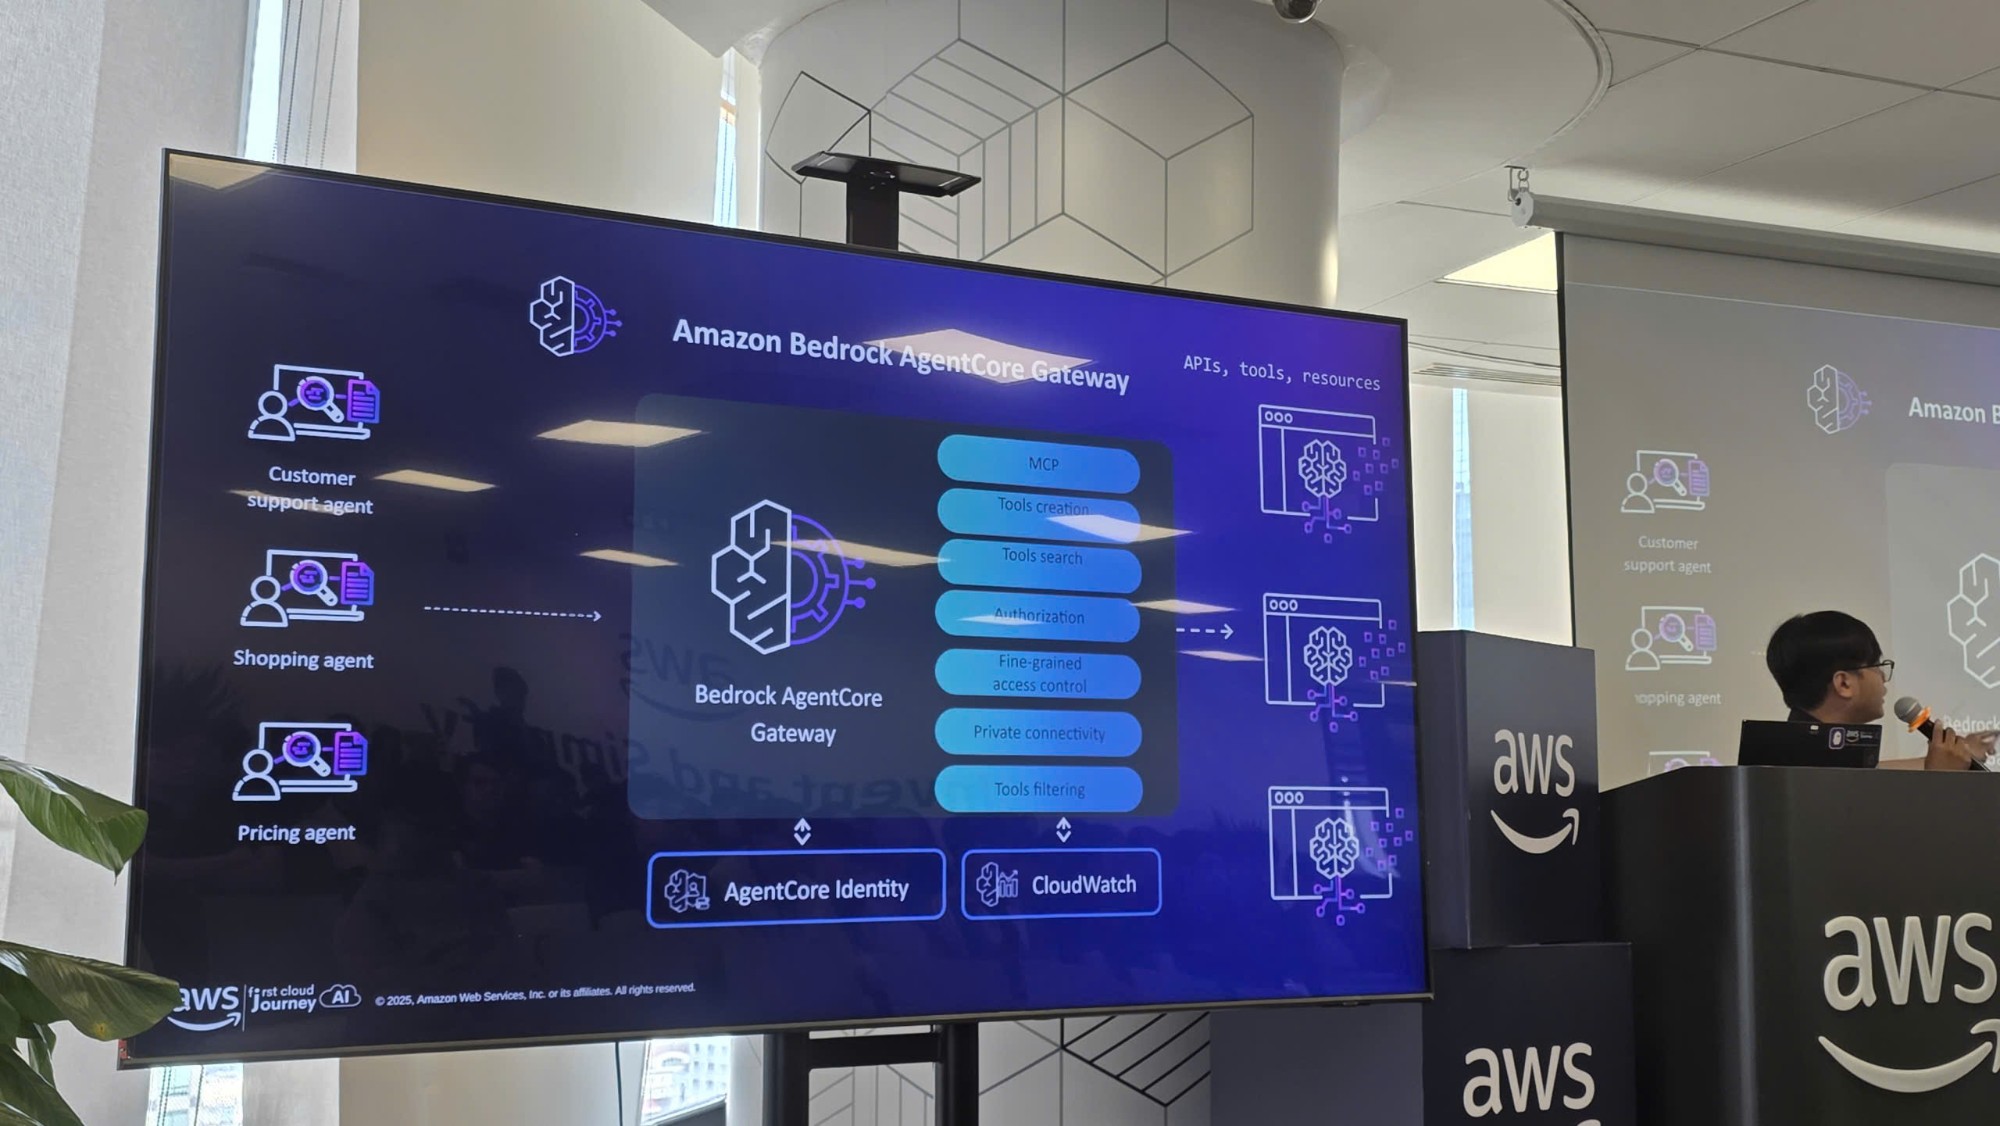 Amazon Bedrock AgentCore Gateway
APIs, tools, resources
Customer
support agent
Shopping agent
Pricing agent
Bedrock AgentCore
Gateway
MCP
Tools creation
Tools search
Authorization
Fine-grained
access control
Private connectivity
Tools filtering
AgentCore Identity
CloudWatch
aws
first cloud
journey
AI
© 2025, Amazon Web Services, Inc. or its affiliates. All rights reserved.
Amazon
Customer
support agent
agent
aws
aws
aws